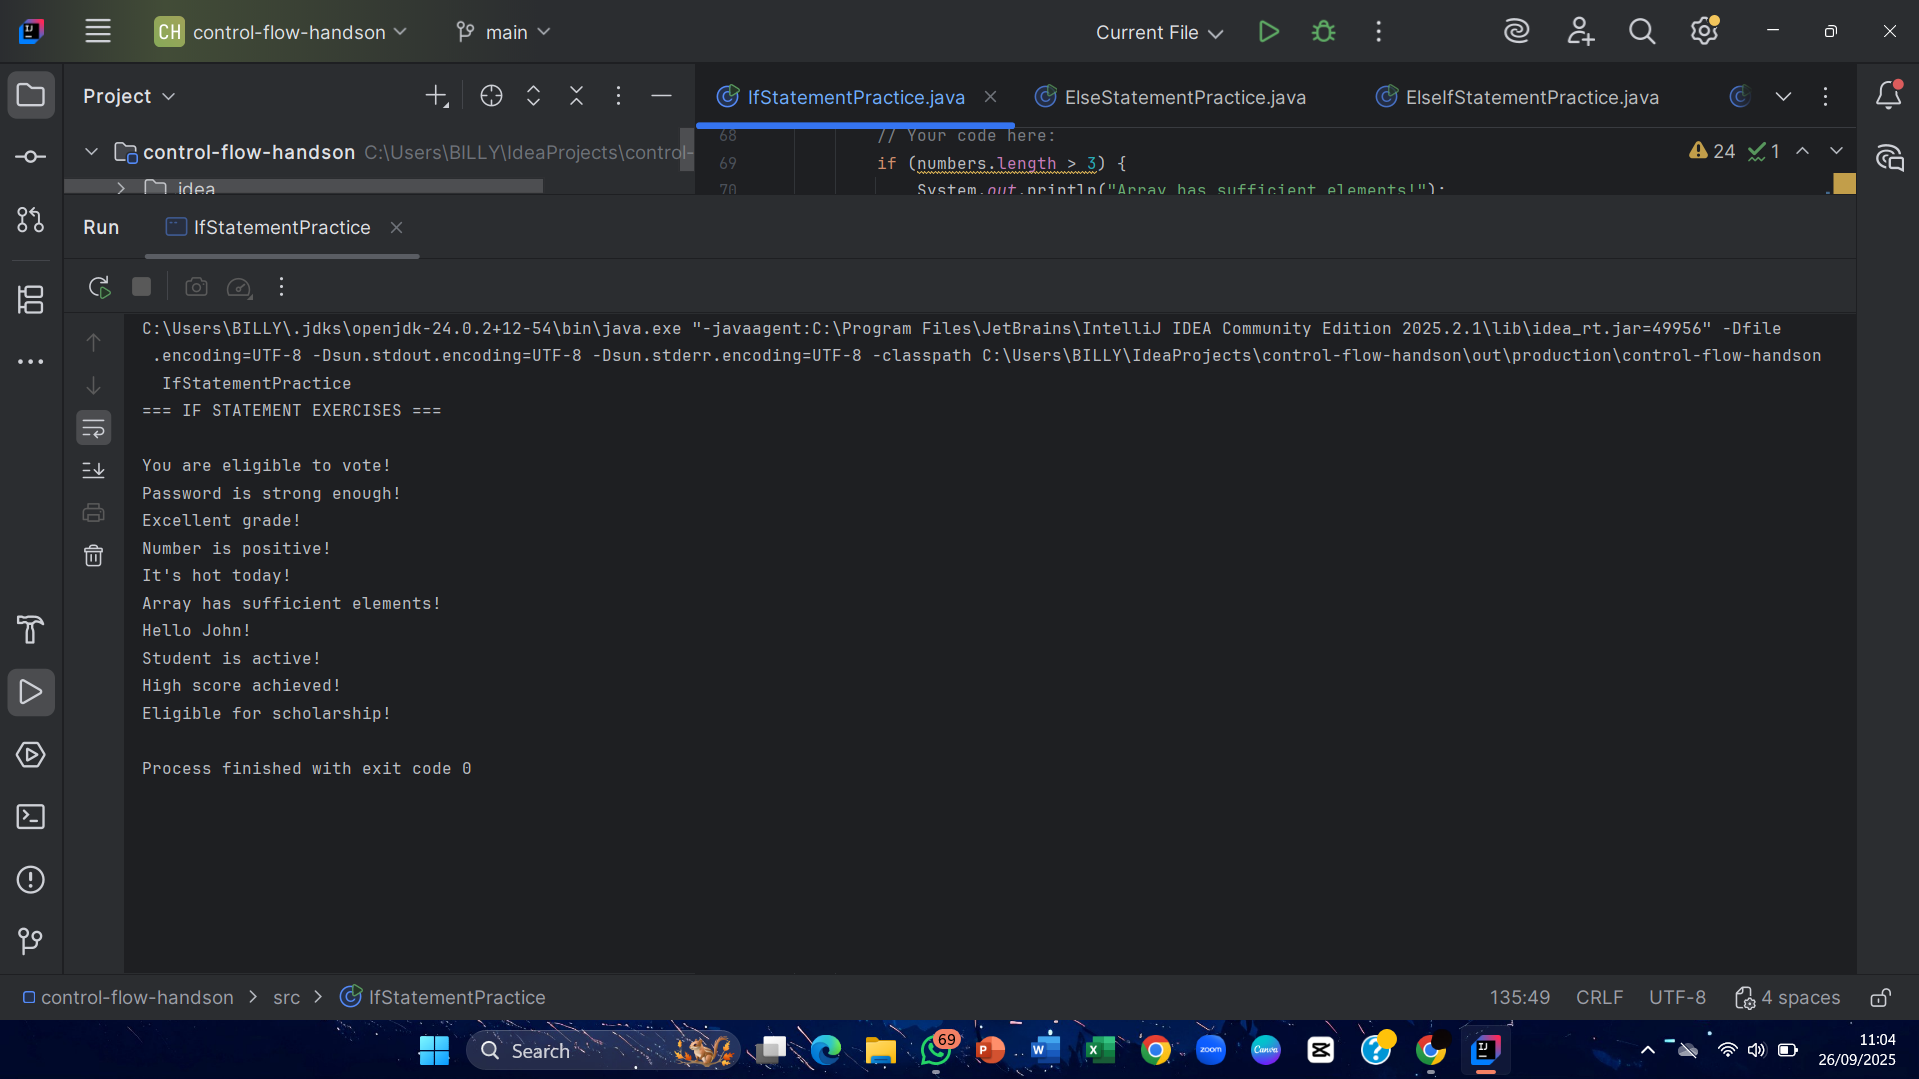 CH control-flow-handson main Current File
Project
IfStatementPractice.java ElseStatementPractice.java ElseIfStatementPractice.java
control-flow-handson C:\Users\BILLY\IdeaProjects\control-
idea
68 // Your code here:
69 if (numbers.length > 3) {
70 System.out.println("Array has sufficient elements!");
24 1
Run IfStatementPractice
C:\Users\BILLY\.jdks\openjdk-24.0.2+12-54\bin\java.exe "-javaagent:C:\Program Files\JetBrains\IntelliJ IDEA Community Edition 2025.2.1\lib\idea_rt.jar=49956" -Dfile
.encoding=UTF-8 -Dsun.stdout.encoding=UTF-8 -Dsun.stderr.encoding=UTF-8 -classpath C:\Users\BILLY\IdeaProjects\control-flow-handson\out\production\control-flow-handson
IfStatementPractice
=== IF STATEMENT EXERCISES ===
You are eligible to vote!
Password is strong enough!
Excellent grade!
Number is positive!
It's hot today!
Array has sufficient elements!
Hello John!
Student is active!
High score achieved!
Eligible for scholarship!
Process finished with exit code 0
control-flow-handson > src > IfStatementPractice
135:49 CRLF UTF-8 4 spaces
Search
69
zoom
Canva
11:04
26/09/2025